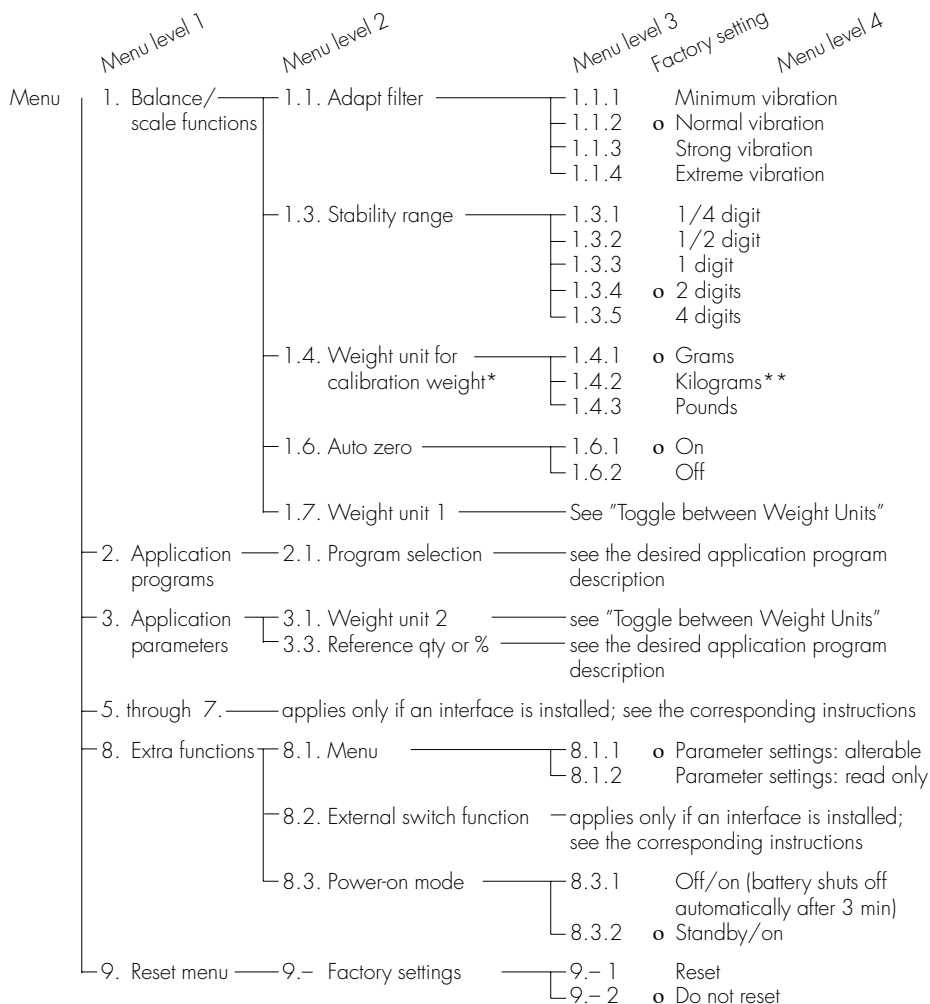 Menu level 1 Menu level 2 Menu level 3 Factory setting Menu level 4
Menu 1. Balance/ 1.1. Adapt filter 1.1.1 Minimum vibration
scale functions 1.1.2 o Normal vibration
1.1.3 Strong vibration
1.1.4 Extreme vibration
1.3. Stability range 1.3.1 1/4 digit
1.3.2 1/2 digit
1.3.3 1 digit
1.3.4 o 2 digits
1.3.5 4 digits
1.4. Weight unit for 1.4.1 o Grams
calibration weight* 1.4.2 Kilograms**
1.4.3 Pounds
1.6. Auto zero 1.6.1 o On
1.6.2 Off
1.7. Weight unit 1 See "Toggle between Weight Units"
2. Application 2.1. Program selection see the desired application program
programs description
3. Application 3.1. Weight unit 2 see "Toggle between Weight Units"
parameters 3.3. Reference qty or % see the desired application program
description
5. through 7. applies only if an interface is installed; see the corresponding instructions
8. Extra functions 8.1. Menu 8.1.1 o Parameter settings: alterable
8.1.2 Parameter settings: read only
8.2. External switch function applies only if an interface is installed;
see the corresponding instructions
8.3. Power-on mode 8.3.1 Off/on (battery shuts off
automatically after 3 min)
8.3.2 o Standby/on
9. Reset menu 9.– Factory settings 9.– 1 Reset
9.– 2 o Do not reset